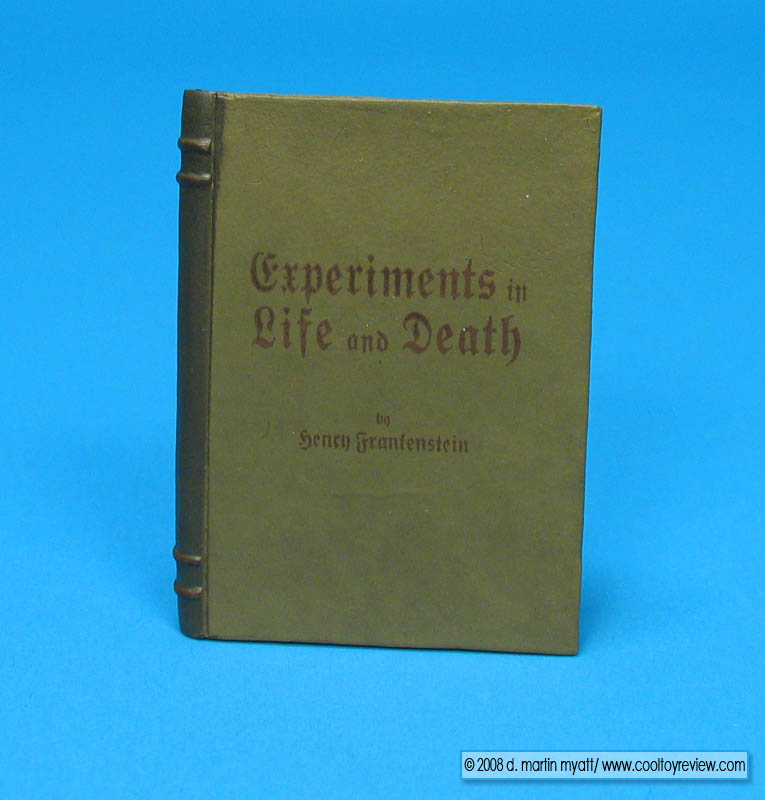 Experiments in
Life and Death
by
Henry Frankenstein
© 2008 d. martin myatt/ www.cooltoyreview.com